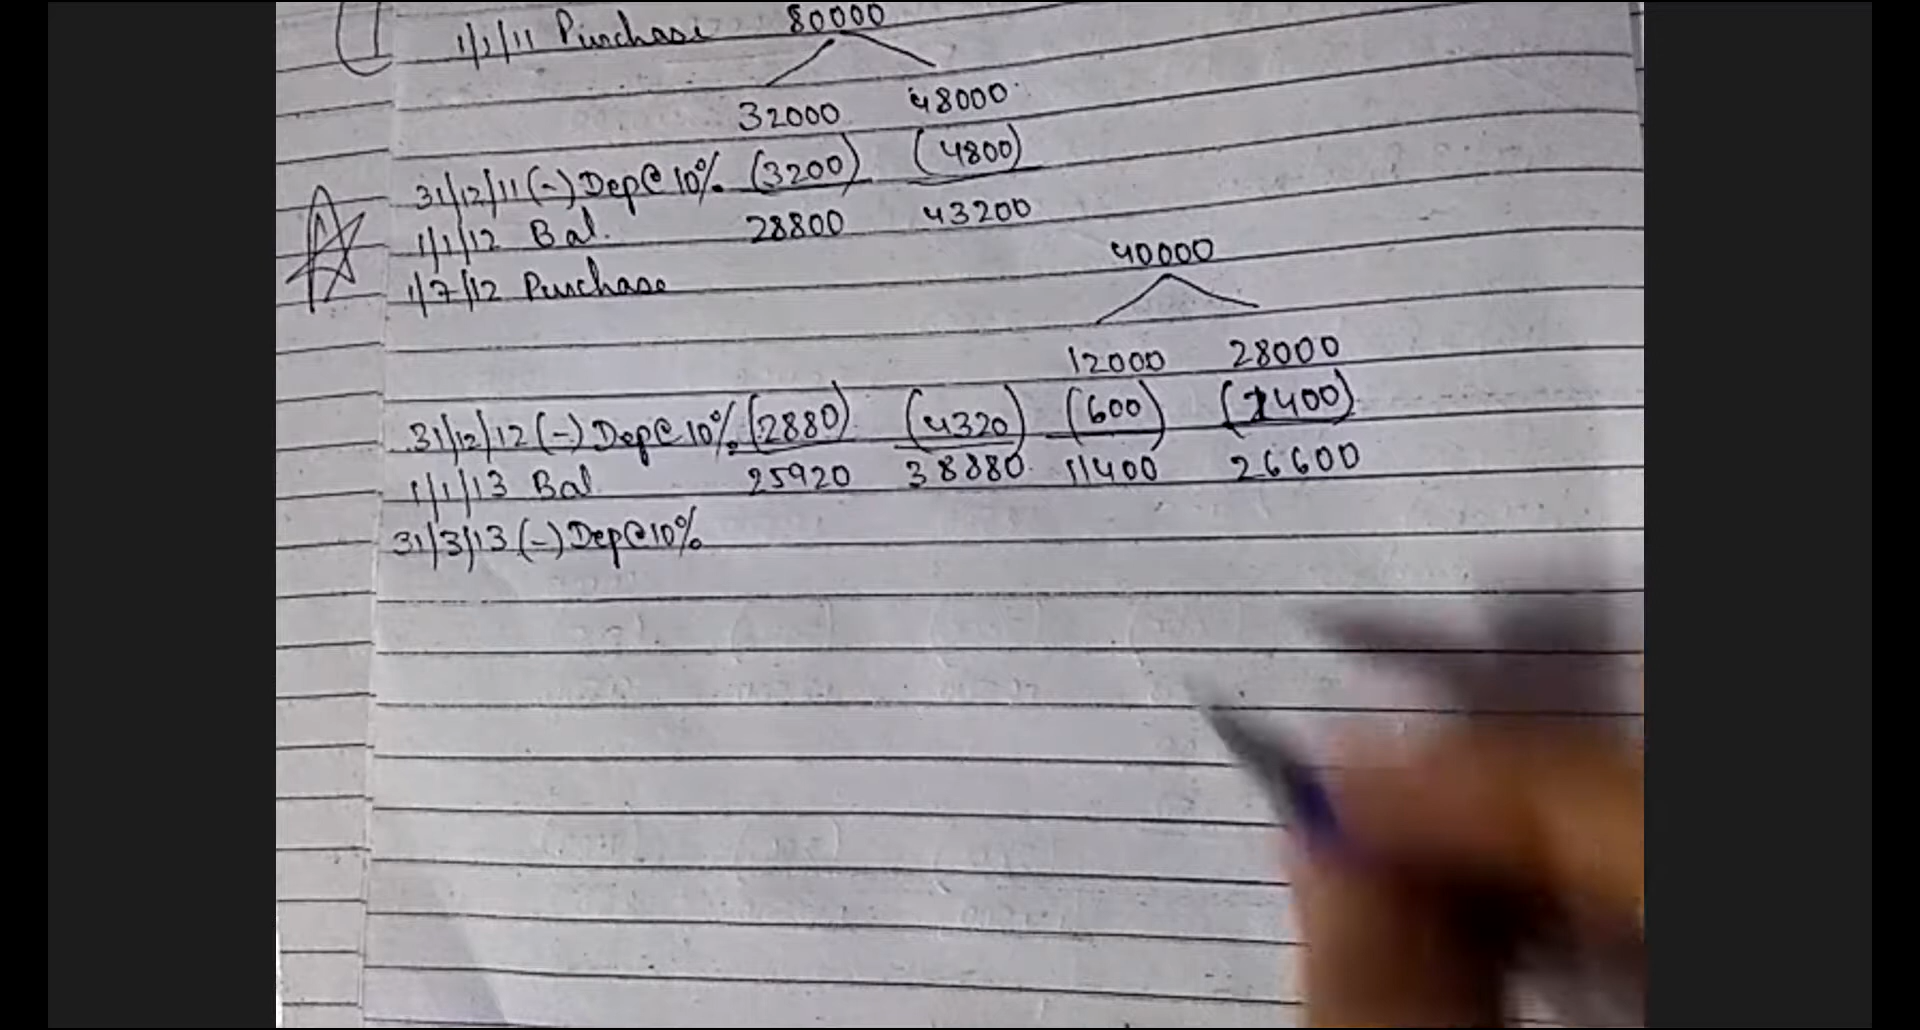 1/1/11 Purchase 80000
32000 48000
31/12/11 (-) Dep@ 10% (3200) (4800)
1/1/12 Bal. 28800 43200
40000
1/7/12 Purchase
12000 28000
31/12/12 (-) Dep@ 10% (2880) (4320) (600) (1400)
1/1/13 Bal 25920 38880 11400 26600
31/3/13 (-) Dep@10%